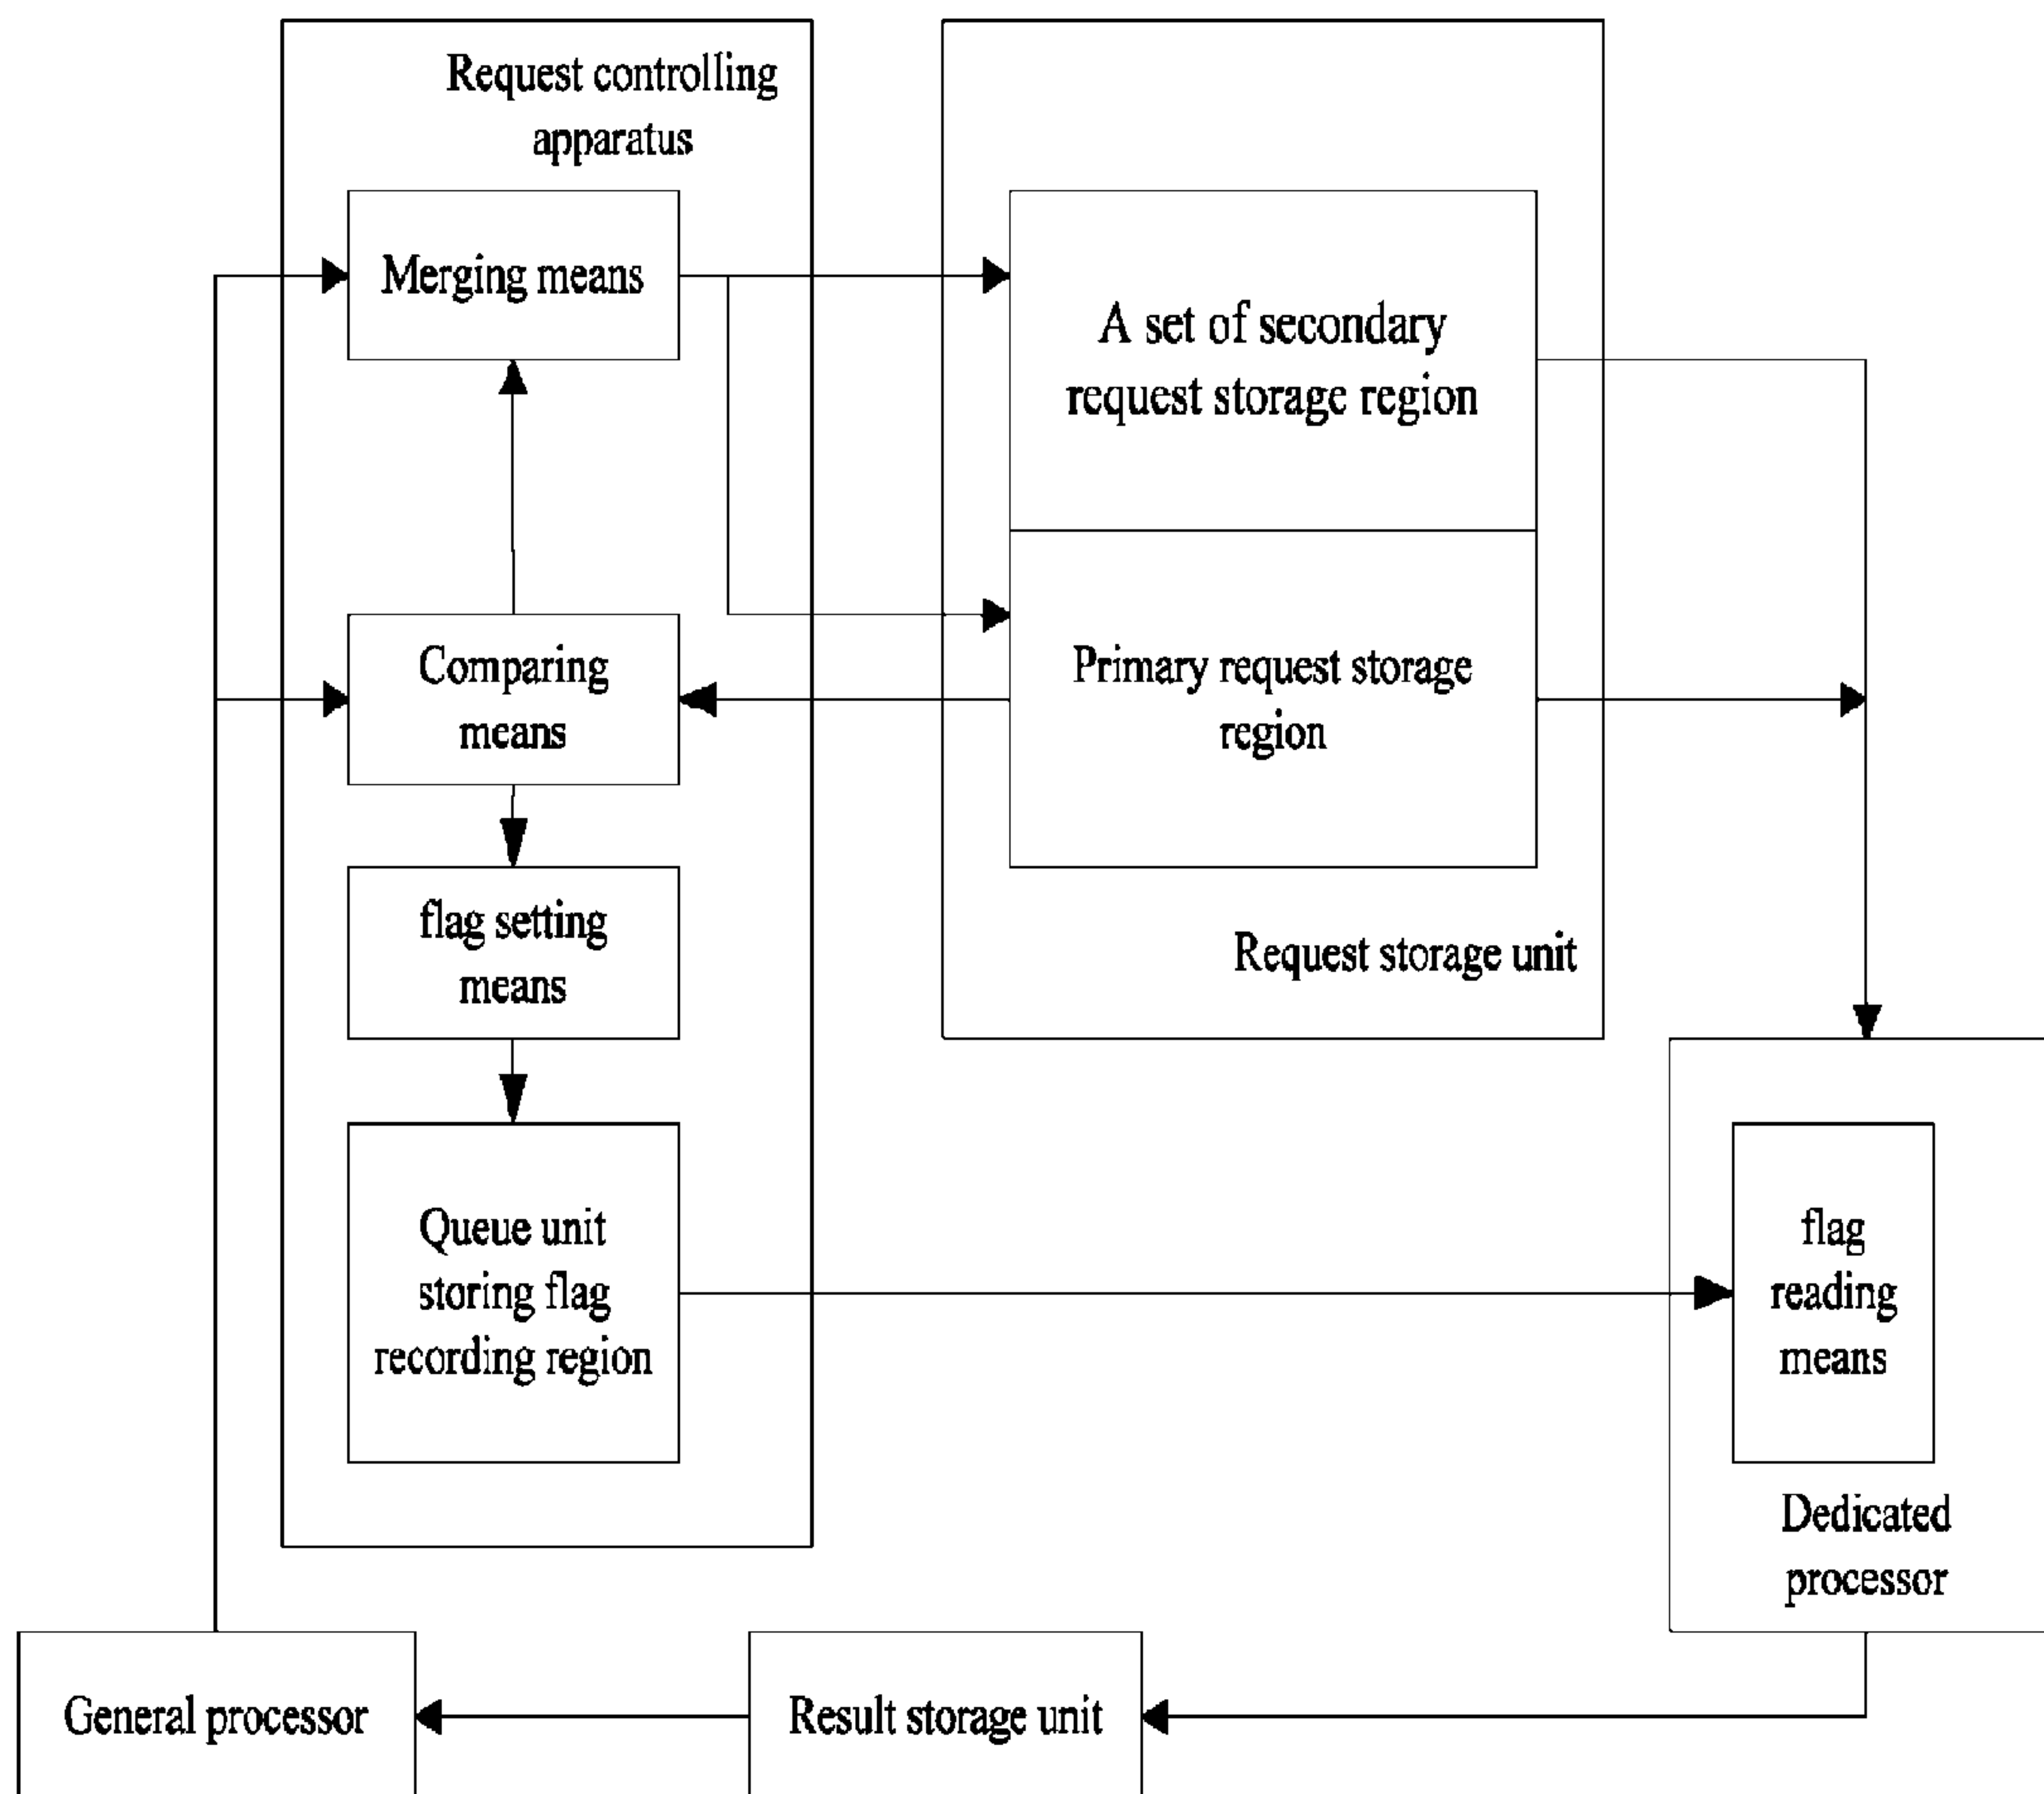 Request controlling
apparatus
Merging means
A set of secondary
request storage region
Comparing
means
Primary request storage
region
flag setting
means
Request storage unit
Queue unit
storing flag
recording region
flag
reading
means
Dedicated
processor
General processor
Result storage unit